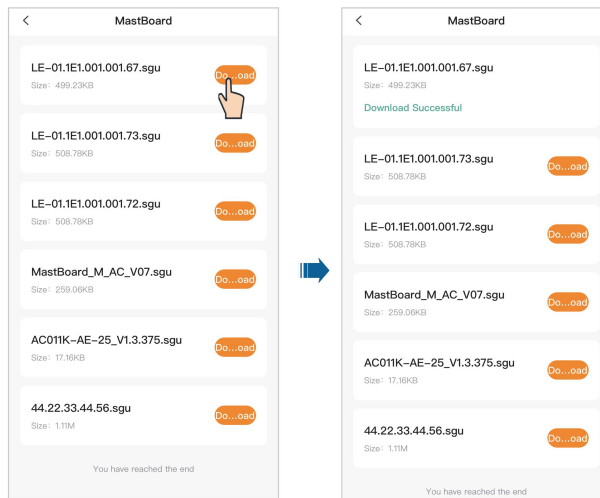 MastBoard
LE-01.1E1.001.001.67.sgu
Do...oad
Size: 499.23KB
LE-01.1E1.001.001.73.sgu
Do...oad
Size: 508.78KB
LE-01.1E1.001.001.72.sgu
Do...oad
Size: 508.78KB
MastBoard_M_AC_V07.sgu
Do...oad
Size: 259.06KB
AC011K-AE-25_V1.3.375.sgu
Do...oad
Size: 17.16KB
44.22.33.44.56.sgu
Do...oad
Size: 1.11M
You have reached the end
MastBoard
LE-01.1E1.001.001.67.sgu
Size: 499.23KB
Download Successful
LE-01.1E1.001.001.73.sgu
Do...oad
Size: 508.78KB
LE-01.1E1.001.001.72.sgu
Do...oad
Size: 508.78KB
MastBoard_M_AC_V07.sgu
Do...oad
Size: 259.06KB
AC011K-AE-25_V1.3.375.sgu
Do...oad
Size: 17.16KB
44.22.33.44.56.sgu
Do...oad
Size: 1.11M
You have reached the end